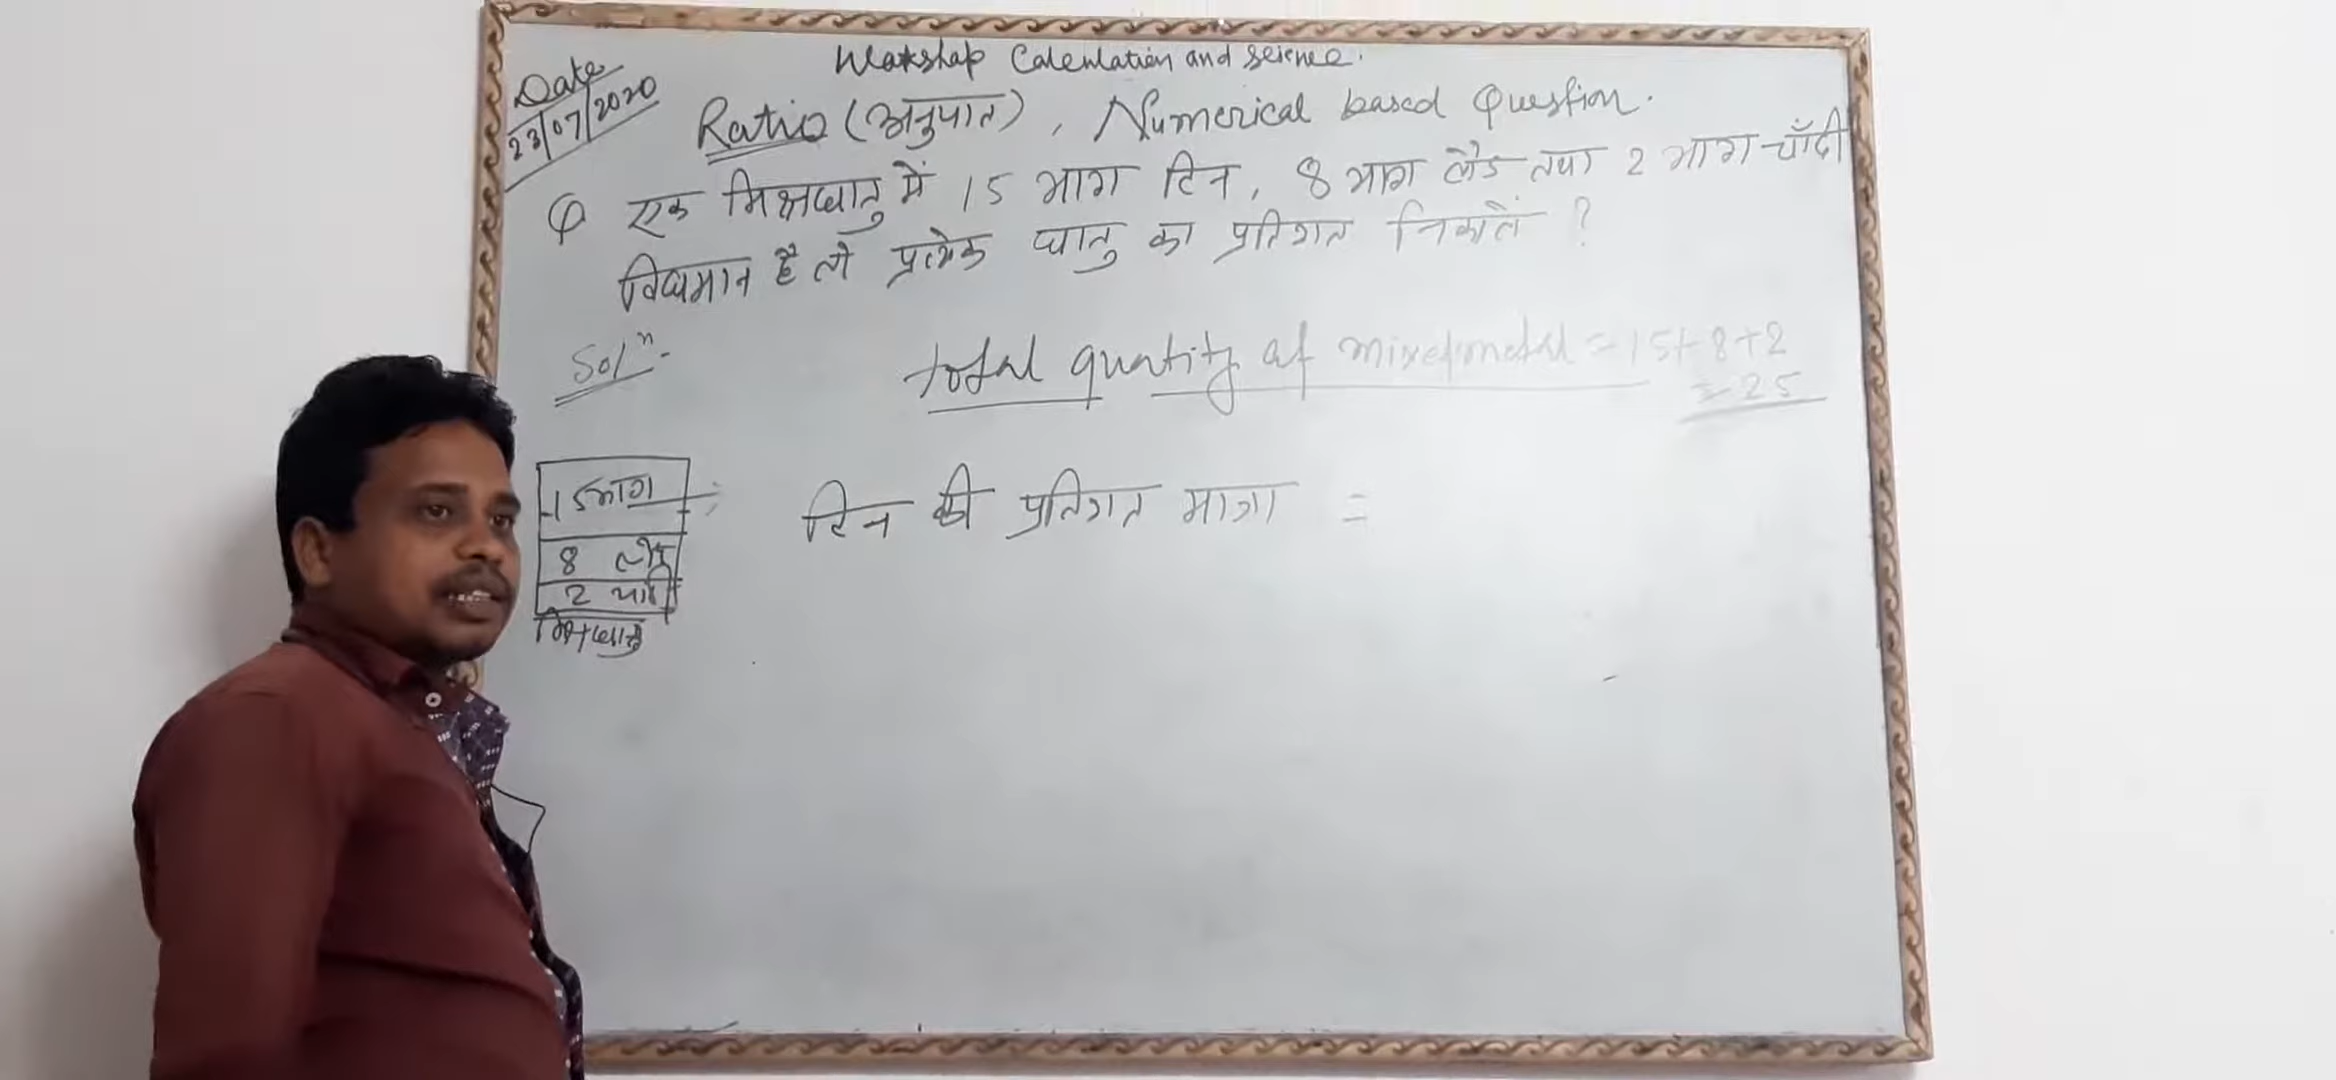 Workshop Calculation and Science.
Date
23/07/2020
Ratio (अनुपात), Numerical based Question.
Q एक मिश्रधातु में 15 भाग टिन, 8 भाग लैड तथा 2 भाग चाँदी
विद्यमान है तो प्रत्येक धातु का प्रतिशत निकालें ?
Solⁿ.
total quantity of mixed metal = 15+8+2
= 25
15 भाग
8 लैड
2 चाँदी
टिन की प्रतिशत मात्रा =